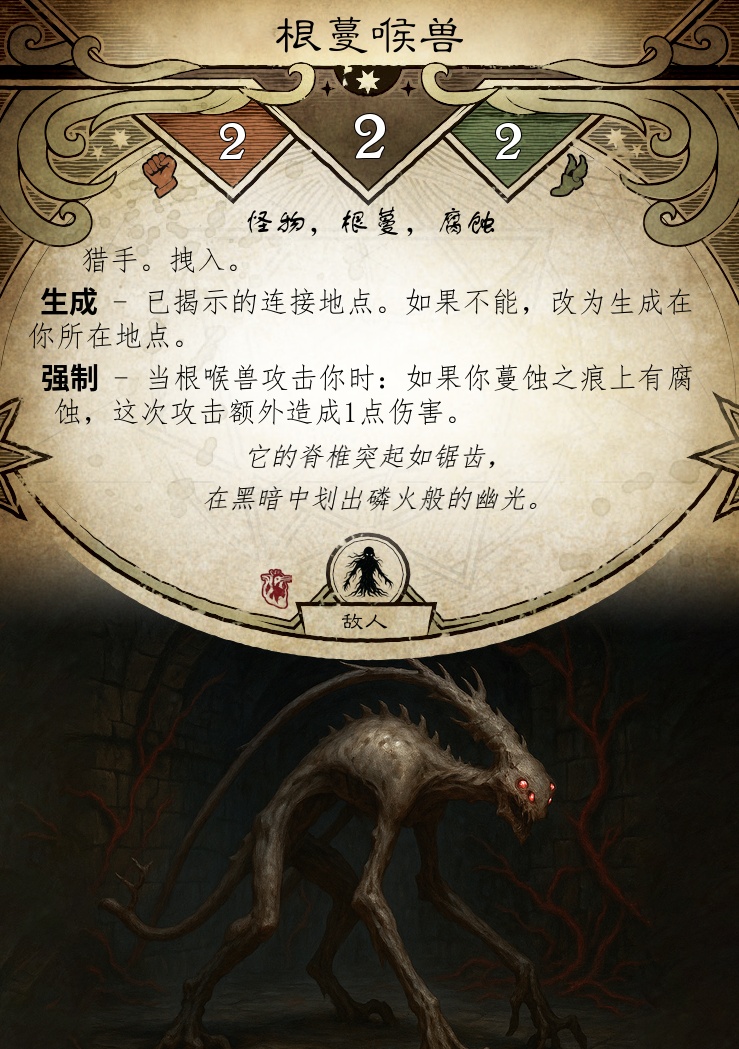 根蔓喉兽
2 2 2
怪物，根蔓，腐蚀
猎手。拽入。
生成 – 已揭示的连接地点。如果不能，改为生成在
你所在地点。
强制 – 当根喉兽攻击你时：如果你蔓蚀之痕上有腐
蚀，这次攻击额外造成1点伤害。
它的脊椎突起如锯齿，
在黑暗中划出磷火般的幽光。
敌人